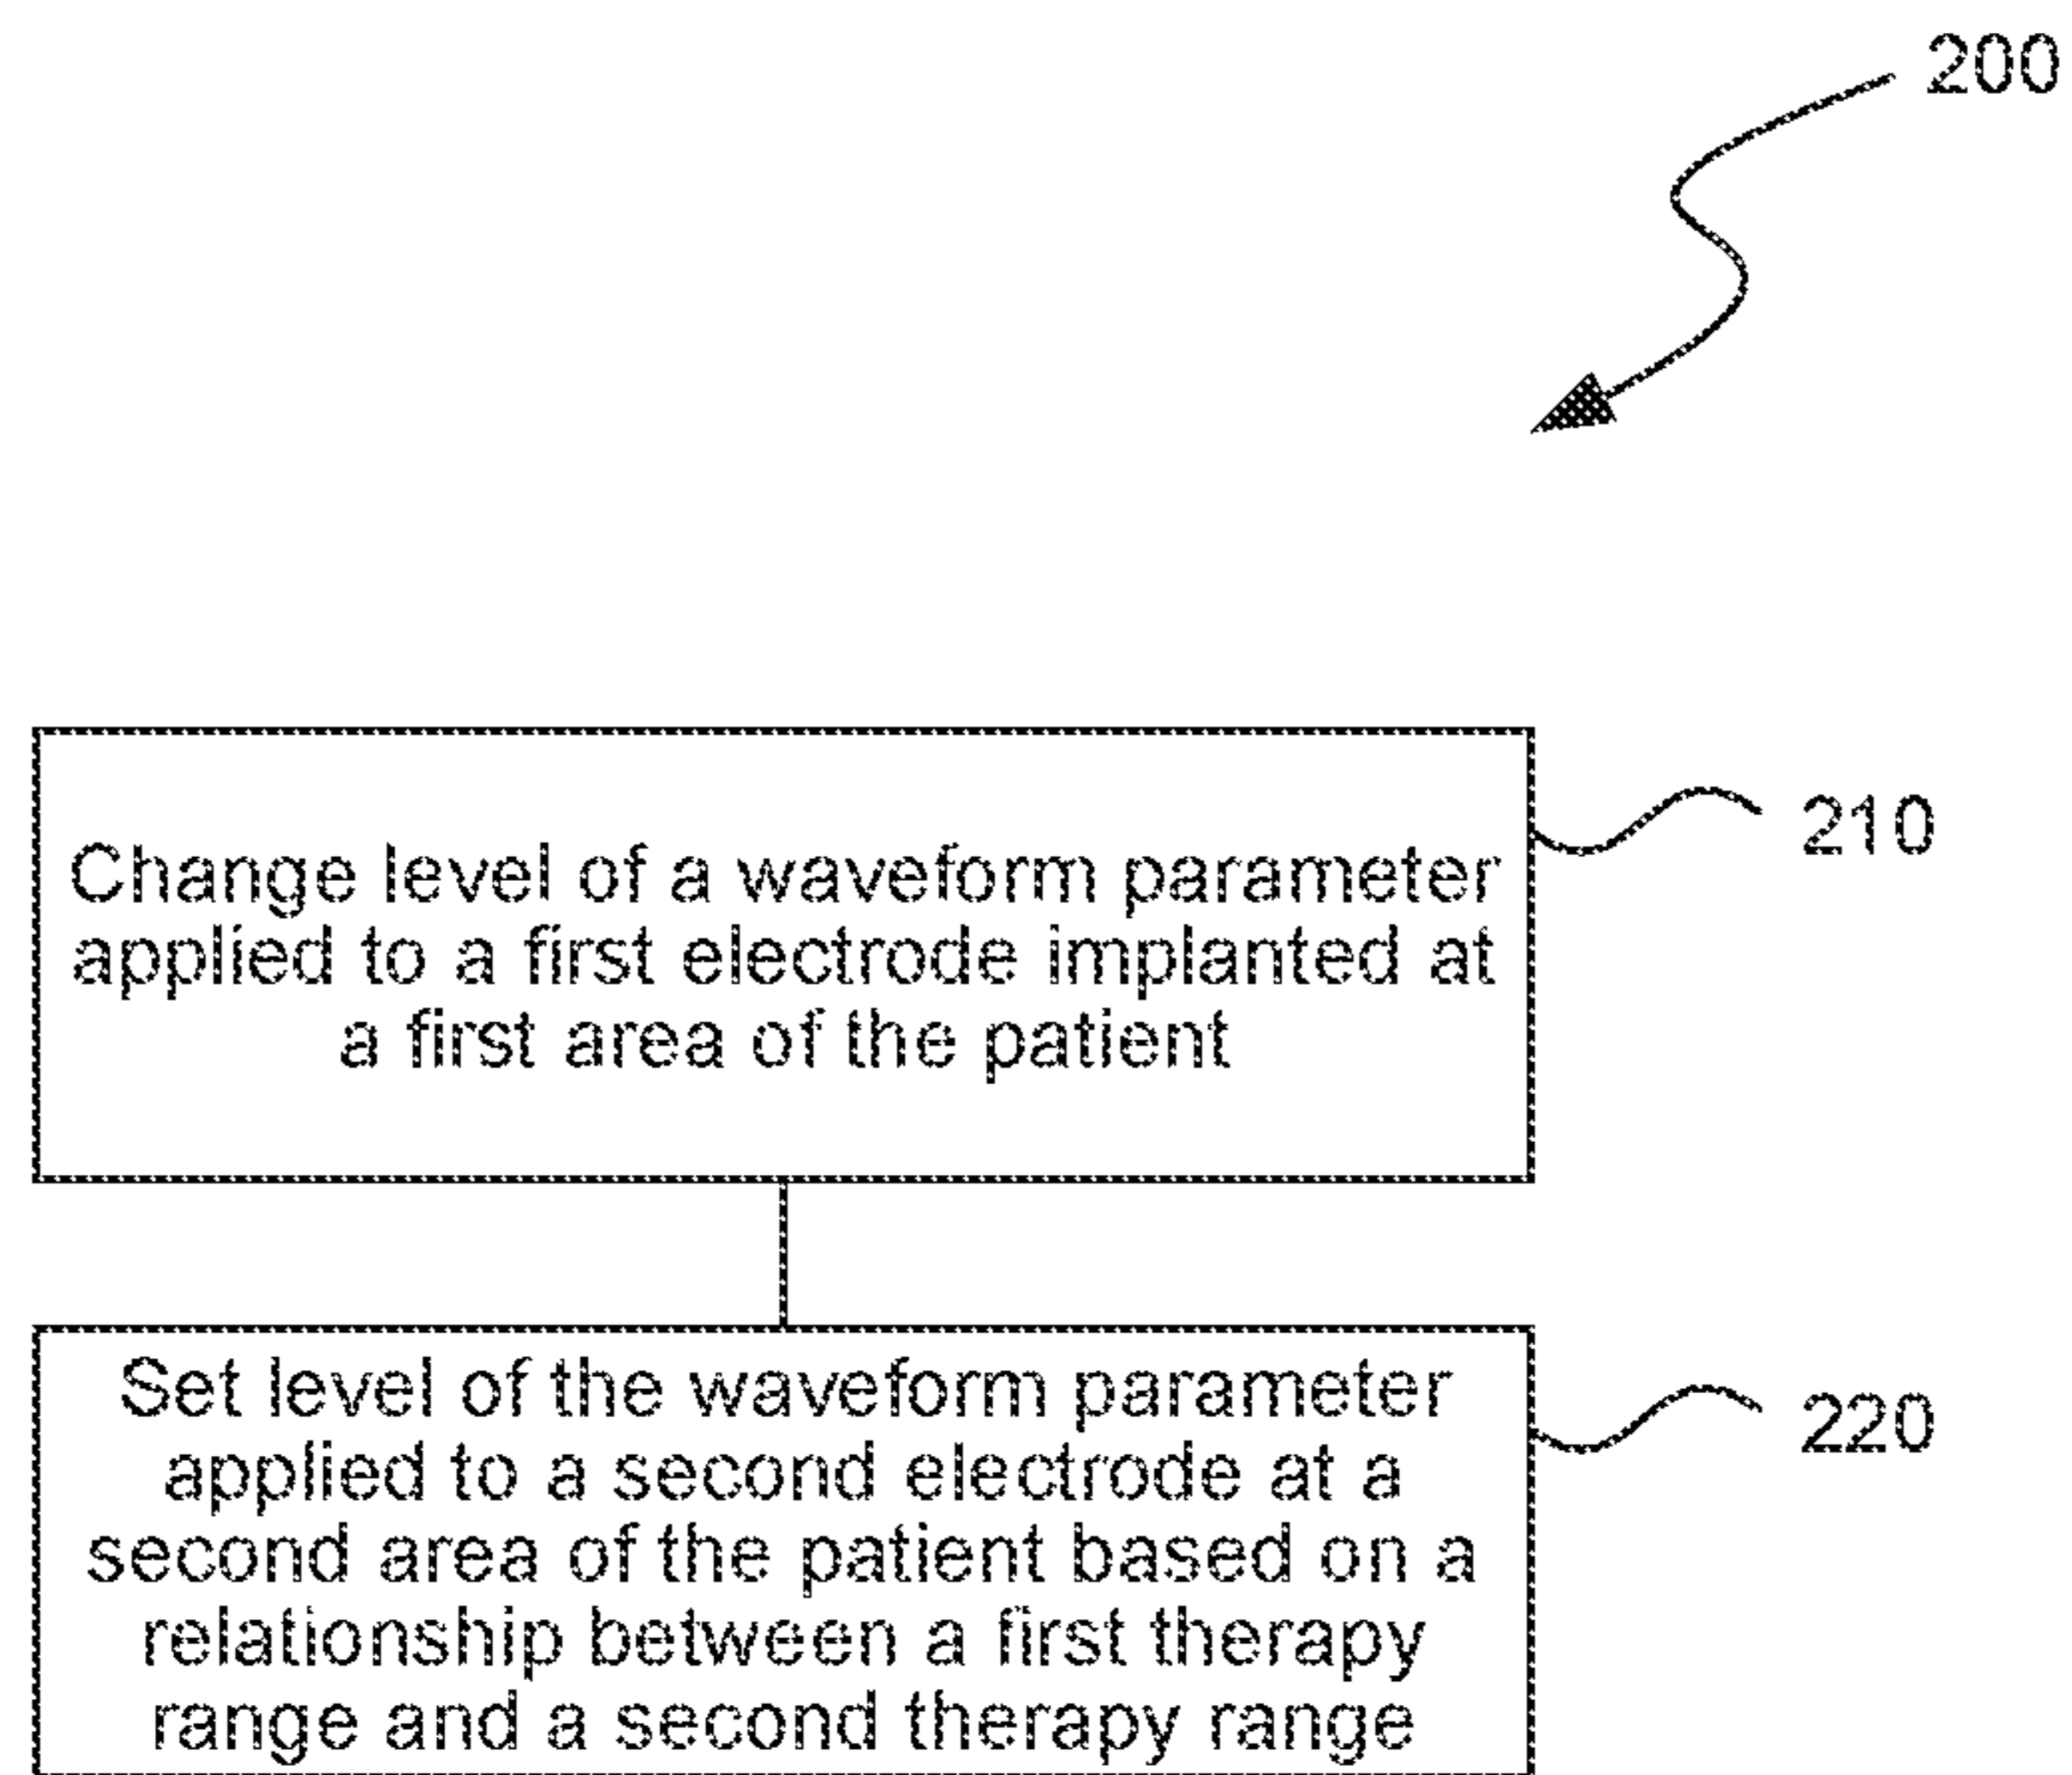 200
Change level of a waveform parameter
applied to a first electrode implanted at
a first area of the patient
210
Set level of the waveform parameter
applied to a second electrode at a
second area of the patient based on a
relationship between a first therapy
range and a second therapy range
220